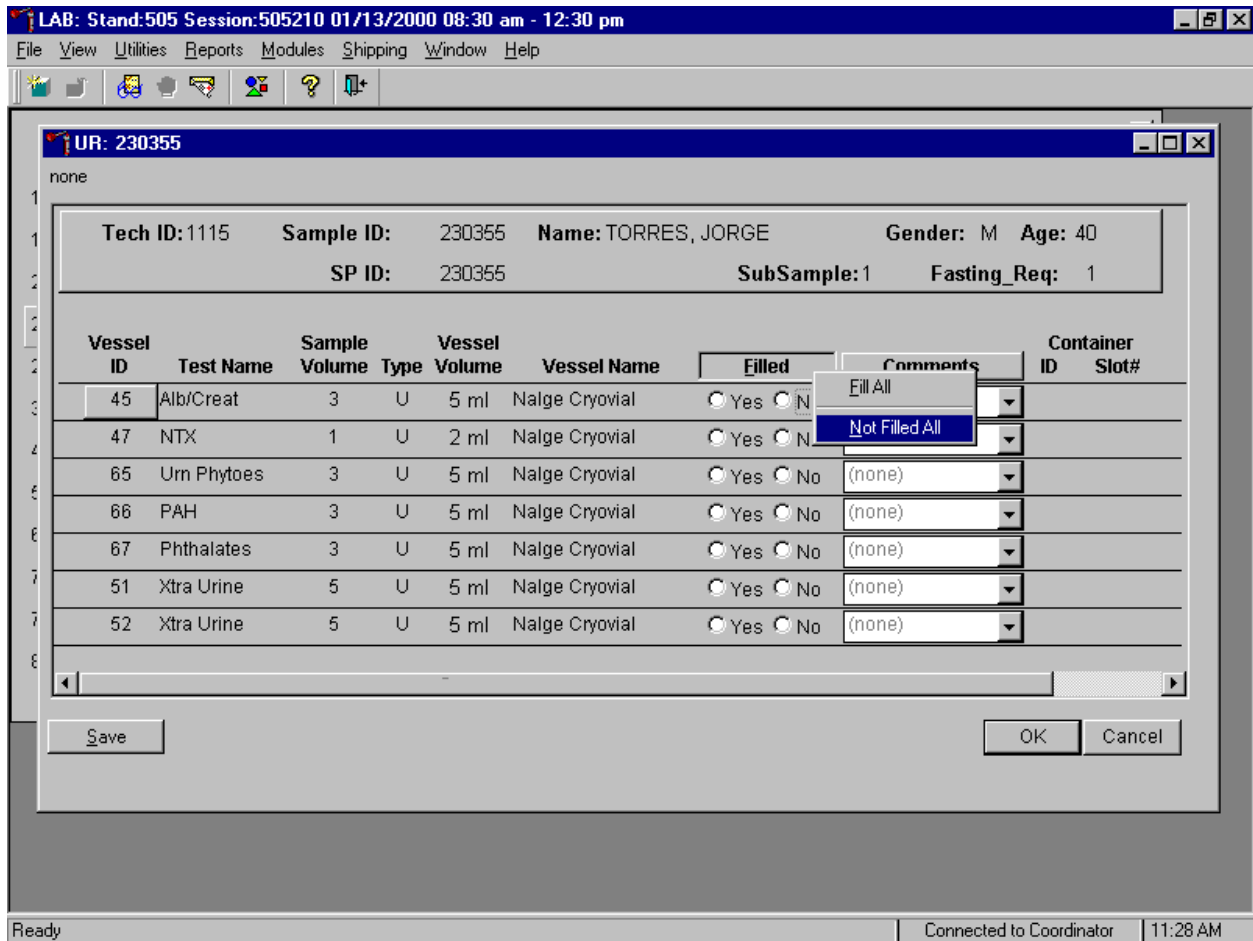 LAB: Stand:505 Session:505210 01/13/2000 08:30 am - 12:30 pm
File View Utilities Reports Modules Shipping Window Help
UR: 230355
none
Tech ID: 1115 Sample ID: 230355 Name: TORRES, JORGE Gender: M Age: 40
SP ID: 230355 SubSample: 1 Fasting_Req: 1
Vessel Sample Vessel Container
ID Test Name Volume Type Volume Vessel Name Filled Comments ID Slot#
45 Alb/Creat 3 U 5 ml Nalge Cryovial Yes N
Fill All
47 NTX 1 U 2 ml Nalge Cryovial Yes N
Not Filled All
65 Urn Phytoes 3 U 5 ml Nalge Cryovial Yes No (none)
66 PAH 3 U 5 ml Nalge Cryovial Yes No (none)
67 Phthalates 3 U 5 ml Nalge Cryovial Yes No (none)
51 Xtra Urine 5 U 5 ml Nalge Cryovial Yes No (none)
52 Xtra Urine 5 U 5 ml Nalge Cryovial Yes No (none)
Save OK Cancel
Ready Connected to Coordinator 11:28 AM